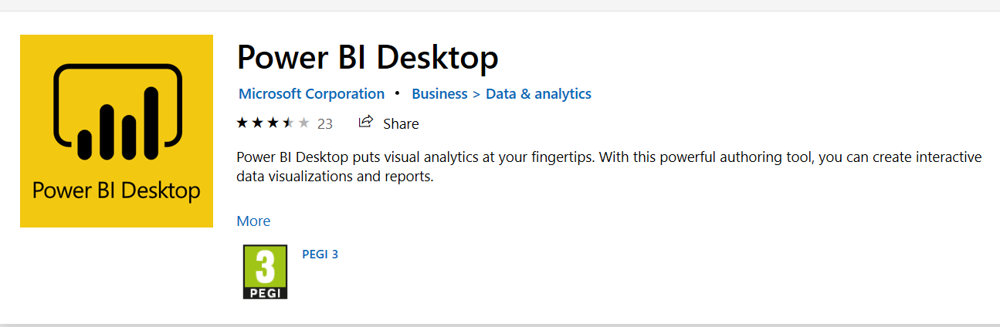 Power BI Desktop
Power BI Desktop
Microsoft Corporation • Business > Data & analytics
23 Share
Power BI Desktop puts visual analytics at your fingertips. With this powerful authoring tool, you can create interactive
data visualizations and reports.
More
3
PEGI
PEGI 3